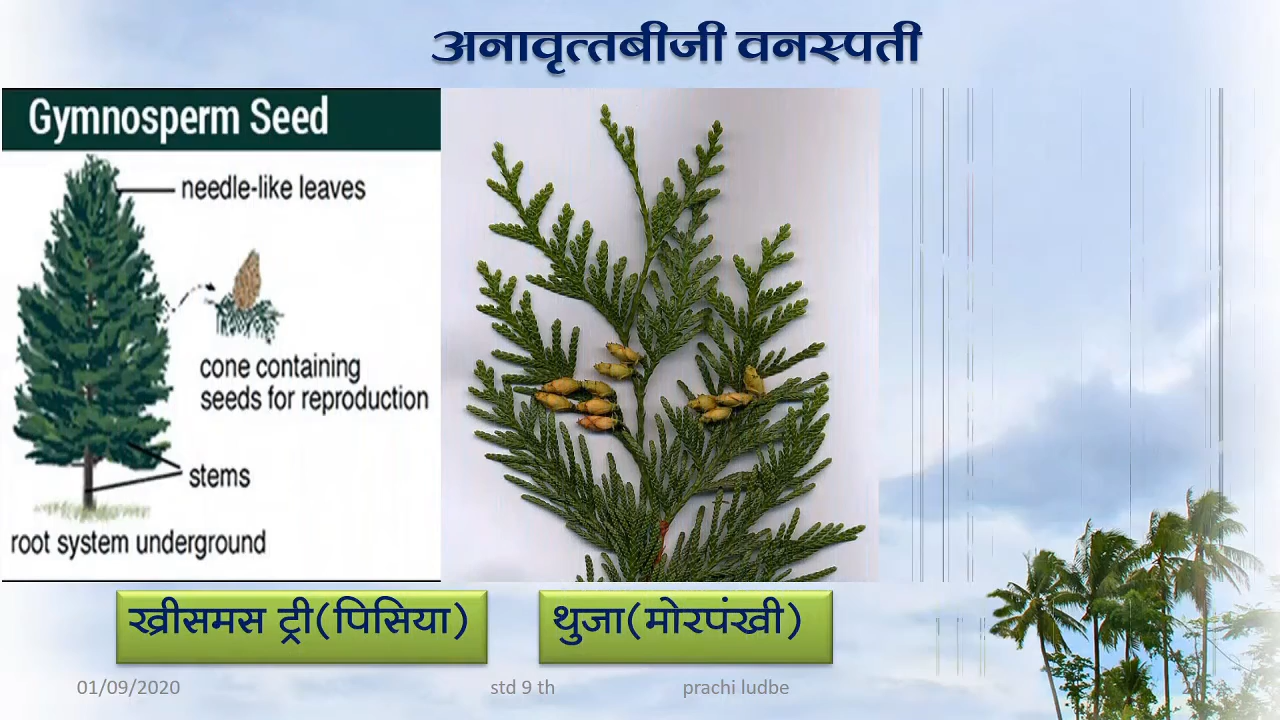 अनावृत्तबीजी वनस्पती
Gymnosperm Seed
needle-like leaves
cone containing
seeds for reproduction
stems
root system underground
ख्रीसमस ट्री(पिसिया)
थुजा(मोरपंखी)
01/09/2020
std 9 th
prachi ludbe